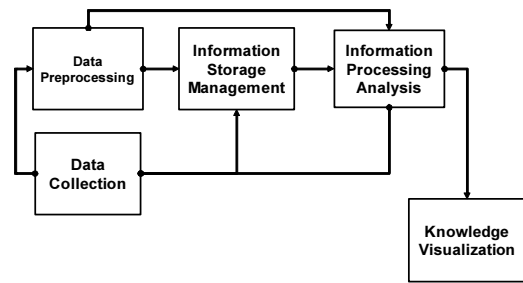 Data
Preprocessing
Information
Storage
Management
Information
Processing
Analysis
Data
Collection
Knowledge
Visualization